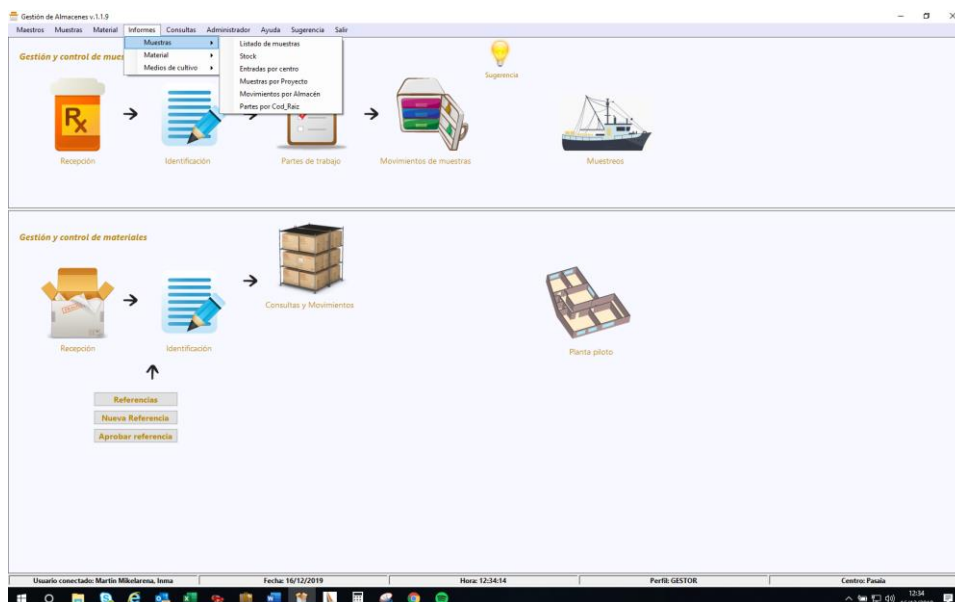 Gestión de Almacenes v.1.1.9
Maestros Muestras Material Informes Consultas Administrador Ayuda Sugerencia Salir
Muestras
Material
Medios de cultivo
Listado de muestras
Stock
Entradas por centro
Muestras por Proyecto
Movimientos por Almacén
Partes por Cod_Raiz
Gestión y control de mues
Sugerencia
Rx
Recepción
Identificación
Partes de trabajo
Movimientos de muestras
Muestreos
Gestión y control de materiales
Consultas y Movimientos
Recepción
Identificación
Planta piloto
Referencias
Nueva Referencia
Aprobar referencia
Usuario conectado: Martin Mikelarena, Inma Fecha: 16/12/2019 Hora: 12:34:14 Perfil: GESTOR Centro: Pasaia
12:34